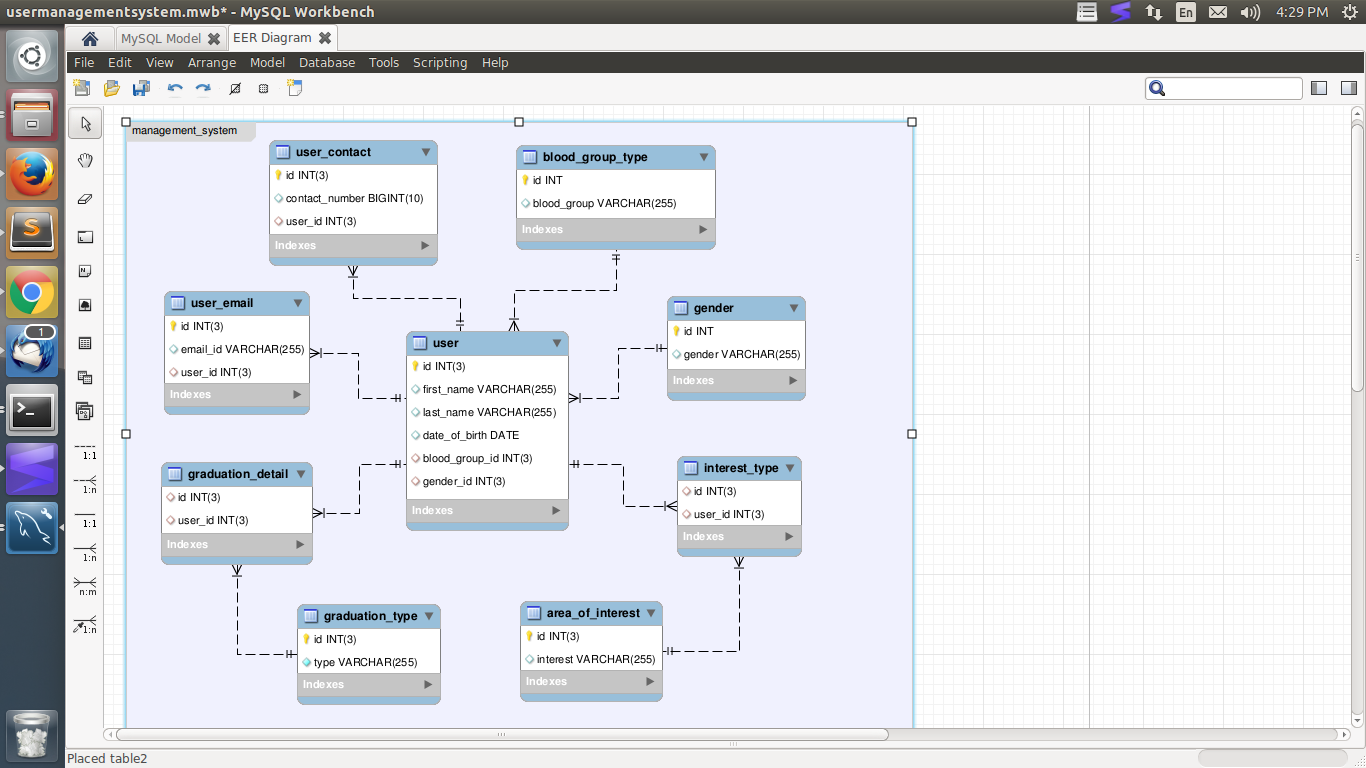 usermanagementsystem.mwb* - MySQL Workbench
En
4:29 PM
MySQL Model
EER Diagram
File Edit View Arrange Model Database Tools Scripting Help
management_system
user_contact
id INT(3)
contact_number BIGINT(10)
user_id INT(3)
Indexes
blood_group_type
id INT
blood_group VARCHAR(255)
Indexes
user_email
id INT(3)
email_id VARCHAR(255)
user_id INT(3)
Indexes
user
id INT(3)
first_name VARCHAR(255)
last_name VARCHAR(255)
date_of_birth DATE
blood_group_id INT(3)
gender_id INT(3)
Indexes
gender
id INT
gender VARCHAR(255)
Indexes
graduation_detail
id INT(3)
user_id INT(3)
Indexes
interest_type
id INT(3)
user_id INT(3)
Indexes
graduation_type
id INT(3)
type VARCHAR(255)
Indexes
area_of_interest
id INT(3)
interest VARCHAR(255)
Indexes
1
1:1
1:n
1:1
1:n
n:m
1:n
Placed table2